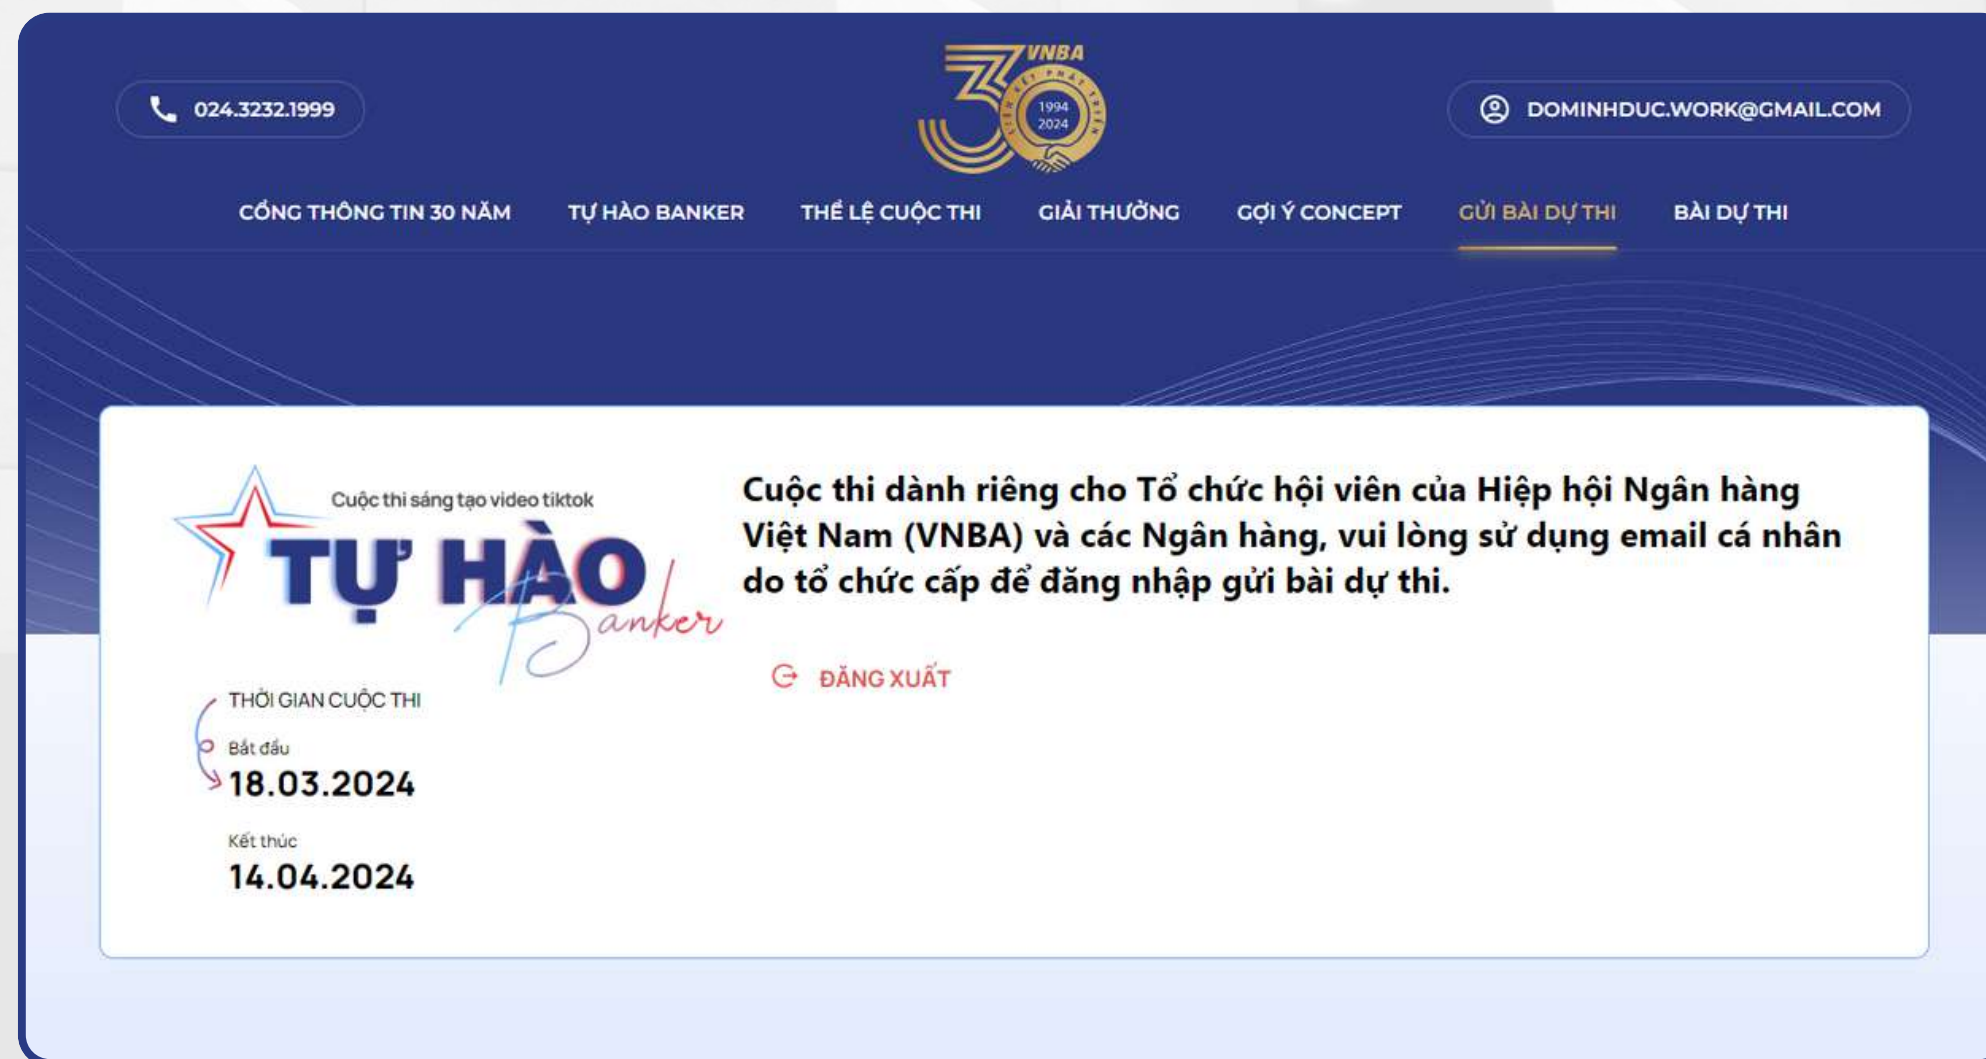 024.3232.1999
VNBA
30
LIÊN KẾT PHÁT TRIỂN
1994
2024
DOMINHDUC.WORK@GMAIL.COM
CỔNG THÔNG TIN 30 NĂM TỰ HÀO BANKER THỂ LỆ CUỘC THI GIẢI THƯỞNG GỢI Ý CONCEPT GỬI BÀI DỰ THI BÀI DỰ THI
Cuộc thi sáng tạo video tiktok
TỰ HÀO
Banker
THỜI GIAN CUỘC THI
Bắt đầu
18.03.2024
Kết thúc
14.04.2024
Cuộc thi dành riêng cho Tổ chức hội viên của Hiệp hội Ngân hàng
Việt Nam (VNBA) và các Ngân hàng, vui lòng sử dụng email cá nhân
do tổ chức cấp để đăng nhập gửi bài dự thi.
ĐĂNG XUẤT